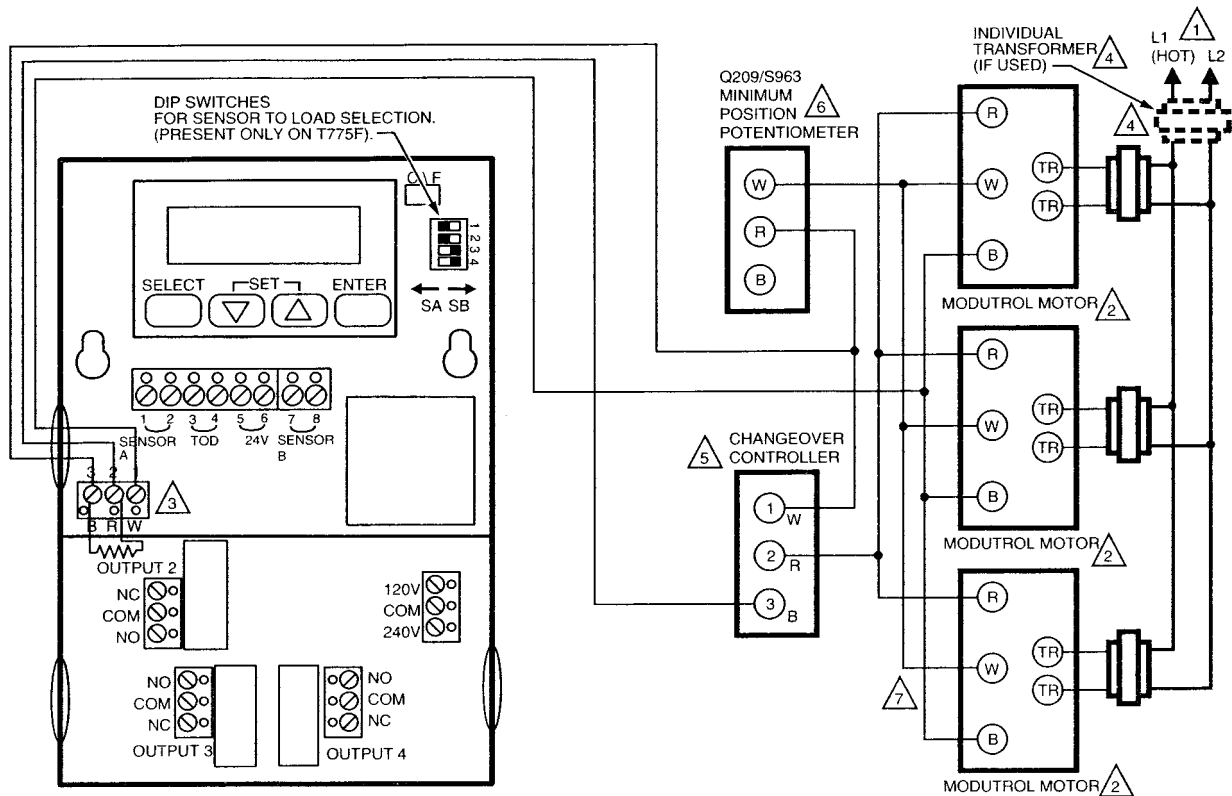 INDIVIDUAL
TRANSFORMER 4
(IF USED)
L1 1
(HOT) L2
DIP SWITCHES
FOR SENSOR TO LOAD SELECTION.
(PRESENT ONLY ON T775F).
Q209/S963
MINIMUM
POSITION
POTENTIOMETER
6
W
R
B
C F
1
2
3
4
SELECT
SET
ENTER
SA SB
1 2 3 4 5 6 7 8
SENSOR
A
TOD
24V
SENSOR
B
3 2 1
3
B R W
OUTPUT 2
NC
COM
NO
120V
COM
240V
NO
COM
NC
OUTPUT 3
NO
COM
NC
OUTPUT 4
5
CHANGEOVER
CONTROLLER
1 W
2 R
3 B
4
R
W
B
TR
TR
MODUTROL MOTOR 2
R
W
B
TR
TR
MODUTROL MOTOR 2
7
R
W
B
TR
TR
MODUTROL MOTOR 2